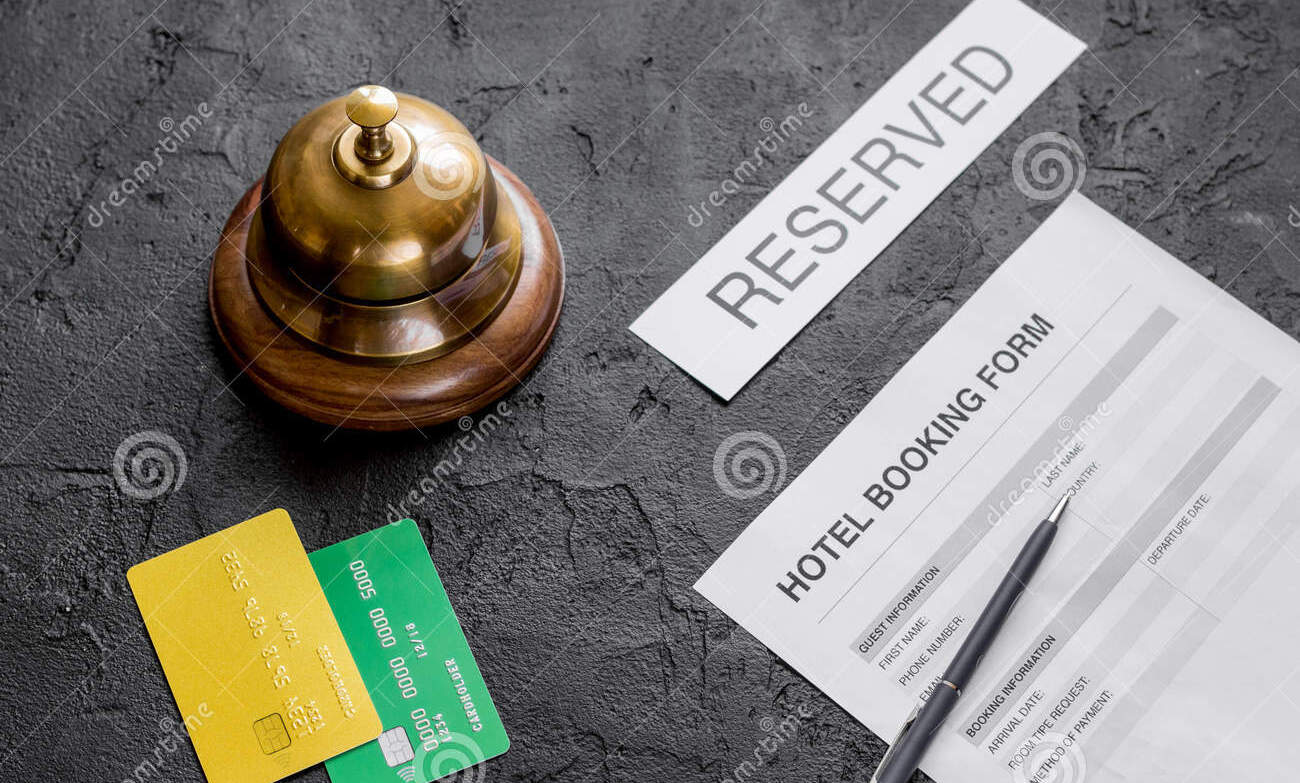 RESERVED
HOTEL BOOKING FORM
GUEST INFORMATION
FIRST NAME:
LAST NAME:
PHONE NUMBER:
COUNTRY:
EMAIL
BOOKING INFORMATION
ARRIVAL DATE:
DEPARTURE DATE:
ROOM TIPE REQUEST:
METHOD OF PAYMENT:
12/18
1234
CARDHOLDER
0000 0000 0000 5000
12/18
1234
CARDHOLDER
dreamstime
dreamstime
dreamstime
dreamstime
dreamstime
dreamstime